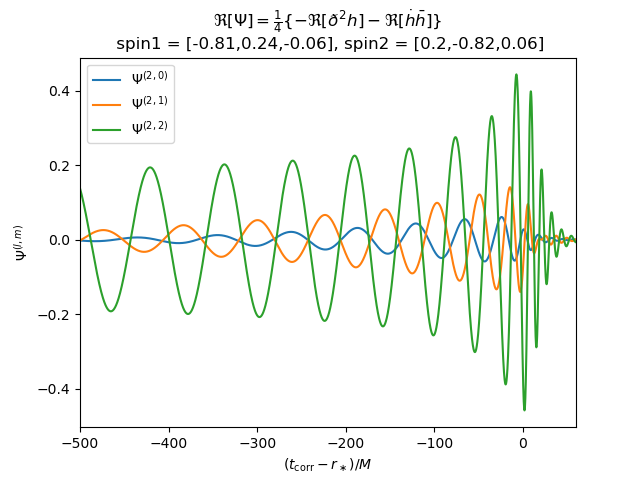 ℜ[Ψ] = 1/4{−ℜ[ð²h] − ℜ[ḣh̄]}
spin1 = [-0.81,0.24,-0.06], spin2 = [0.2,-0.82,0.06]
Ψ^(2,0)
Ψ^(2,1)
Ψ^(2,2)
Ψ^(l,m)
0.4
0.2
0.0
−0.2
−0.4
−500 −400 −300 −200 −100 0
(t_corr − r_∗)/M